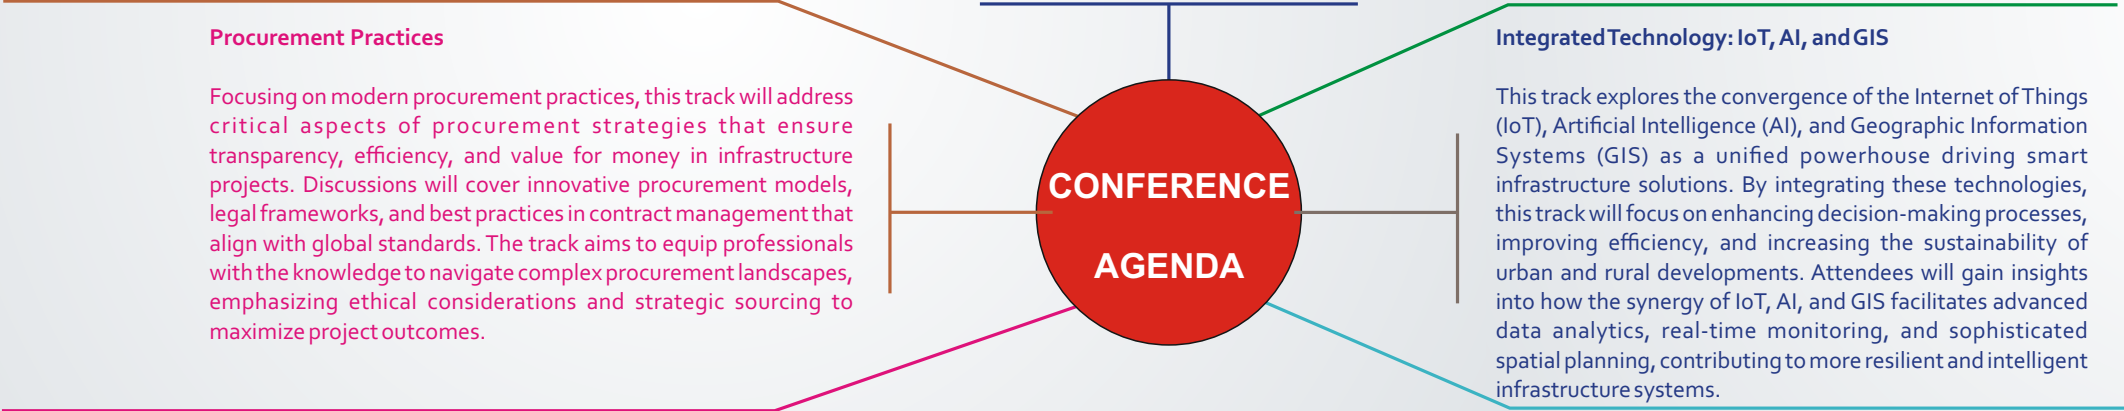 Procurement Practices
Focusing on modern procurement practices, this track will address
critical aspects of procurement strategies that ensure
transparency, efficiency, and value for money in infrastructure
projects. Discussions will cover innovative procurement models,
legal frameworks, and best practices in contract management that
align with global standards. The track aims to equip professionals
with the knowledge to navigate complex procurement landscapes,
emphasizing ethical considerations and strategic sourcing to
maximize project outcomes.
CONFERENCE
AGENDA
Integrated Technology: IoT, AI, and GIS
This track explores the convergence of the Internet of Things
(IoT), Artificial Intelligence (AI), and Geographic Information
Systems (GIS) as a unified powerhouse driving smart
infrastructure solutions. By integrating these technologies,
this track will focus on enhancing decision-making processes,
improving efficiency, and increasing the sustainability of
urban and rural developments. Attendees will gain insights
into how the synergy of IoT, AI, and GIS facilitates advanced
data analytics, real-time monitoring, and sophisticated
spatial planning, contributing to more resilient and intelligent
infrastructure systems.